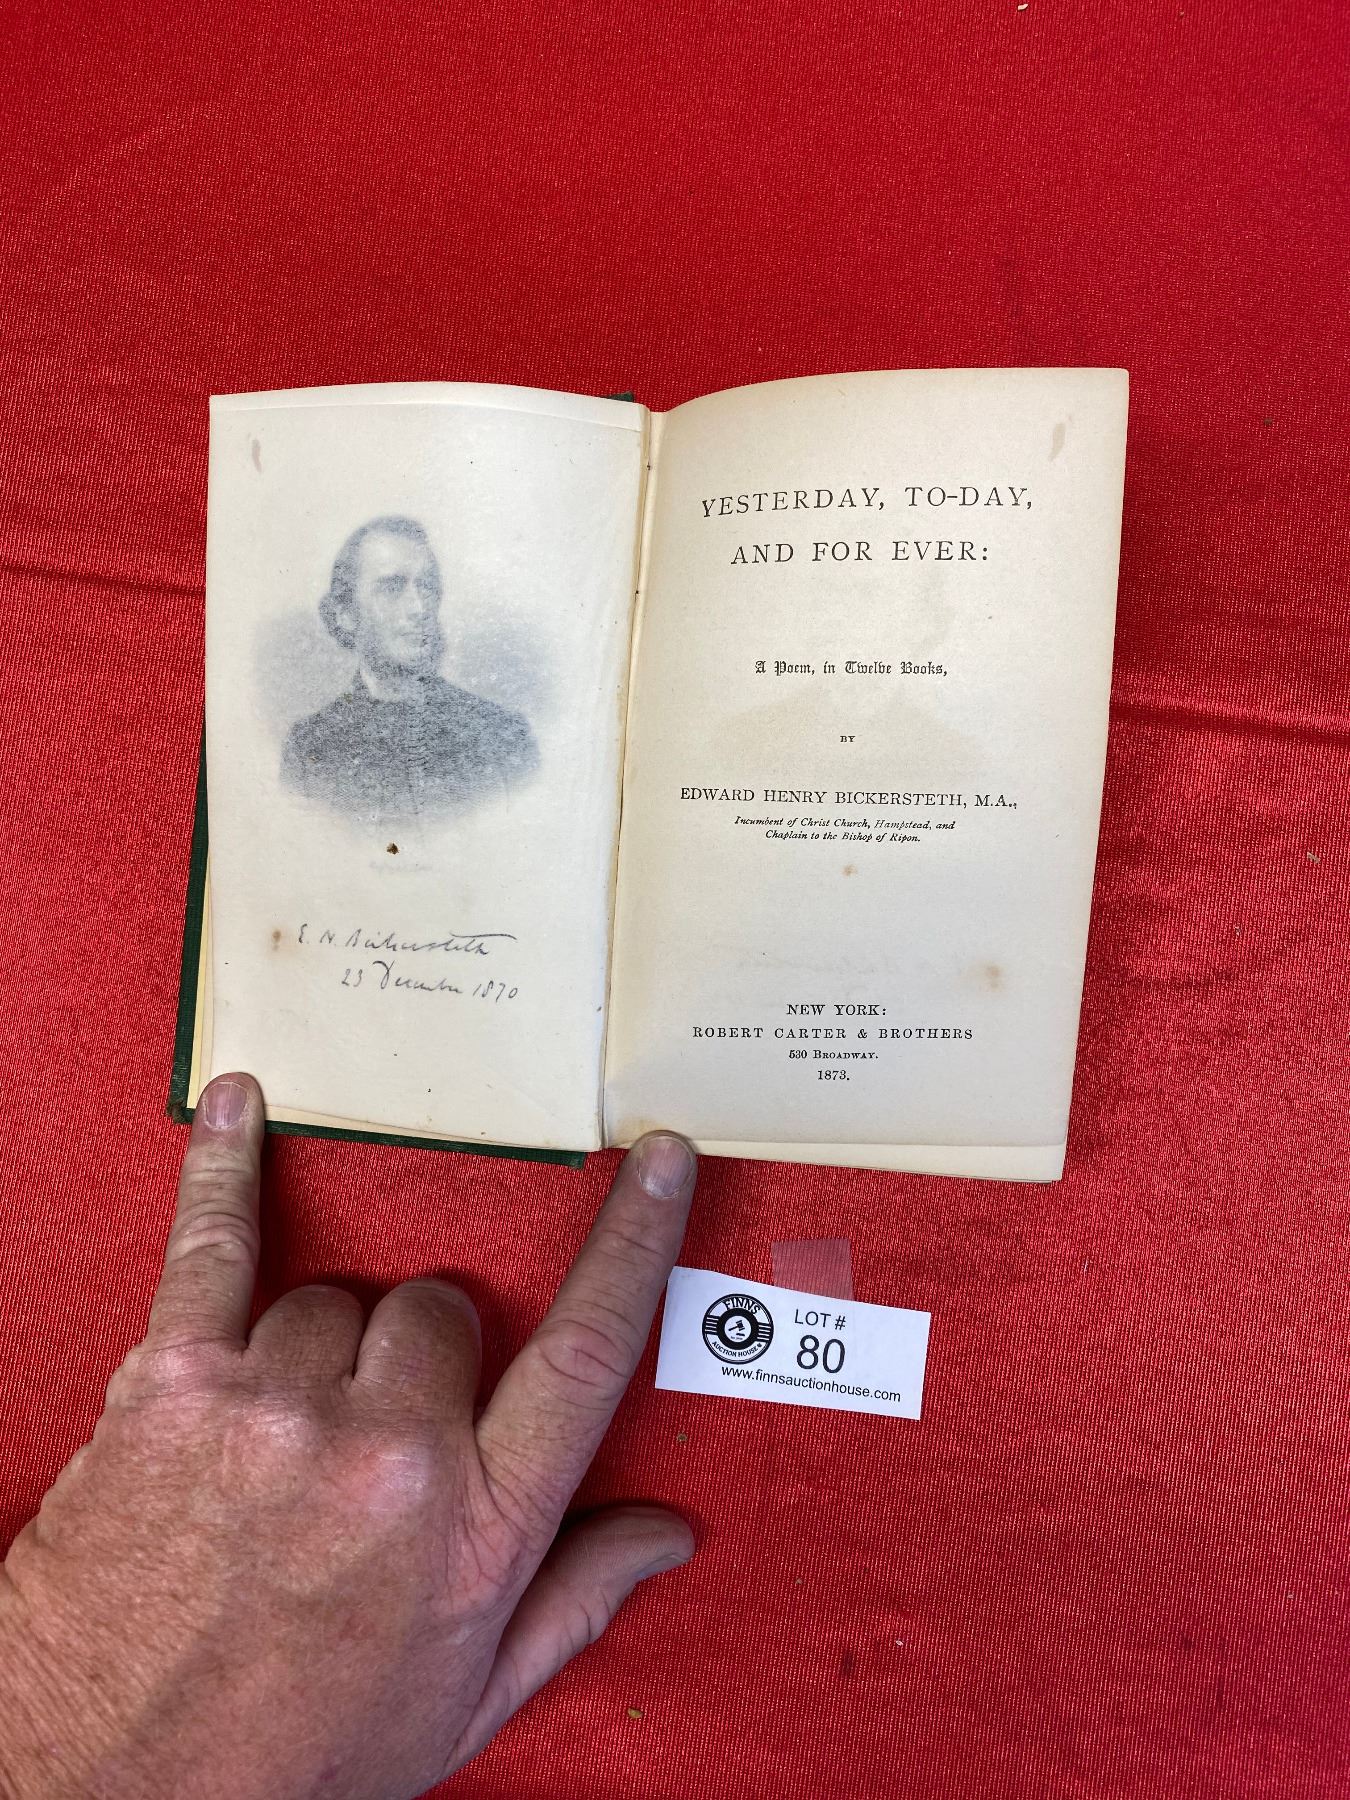 E. H. Bickersteth
23 December 1870
YESTERDAY, TO-DAY,
AND FOR EVER:
A Poem, in Twelve Books,
BY
EDWARD HENRY BICKERSTETH, M.A.,
Incumbent of Christ Church, Hampstead, and
Chaplain to the Bishop of Ripon.
NEW YORK:
ROBERT CARTER & BROTHERS
530 BROADWAY.
1873.
FINNS
AUCTION HOUSE
LOT #
80
www.finnsauctionhouse.com